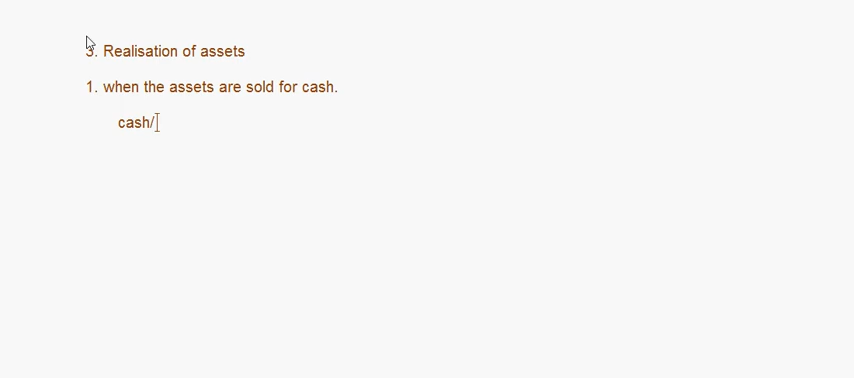 3. Realisation of assets
1. when the assets are sold for cash.
cash/